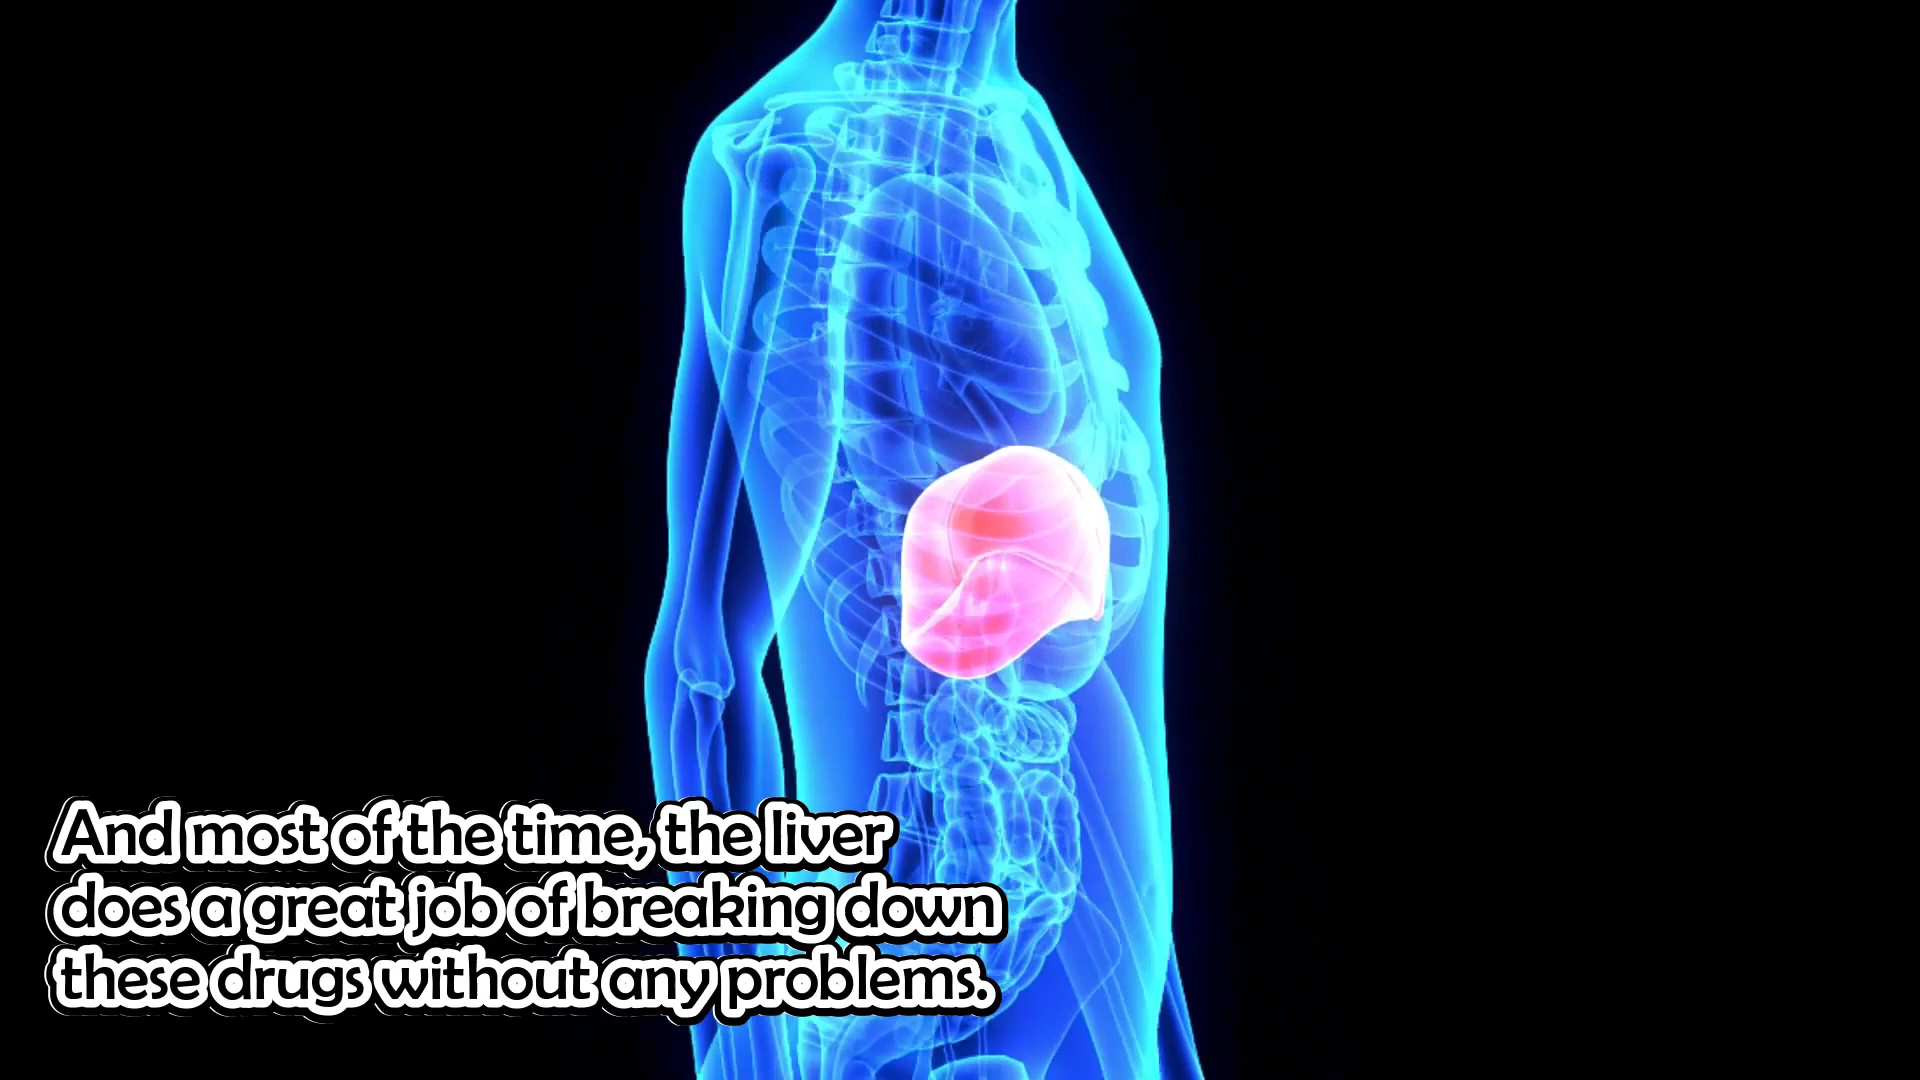 And most of the time, the liver
does a great job of breaking down
these drugs without any problems.